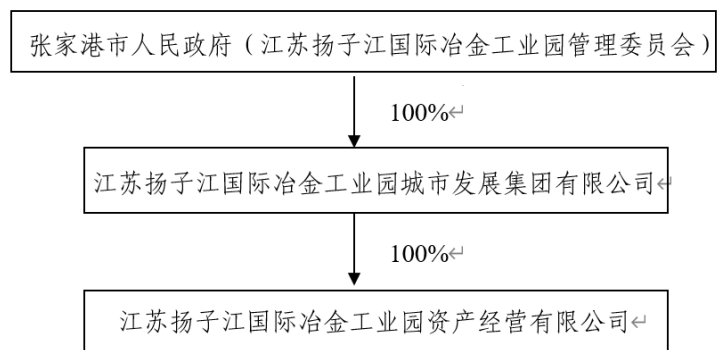 张家港市人民政府（江苏扬子江国际冶金工业园管理委员会）
100%↵
江苏扬子江国际冶金工业园城市发展集团有限公司↵
100%↵
江苏扬子江国际冶金工业园资产经营有限公司↵